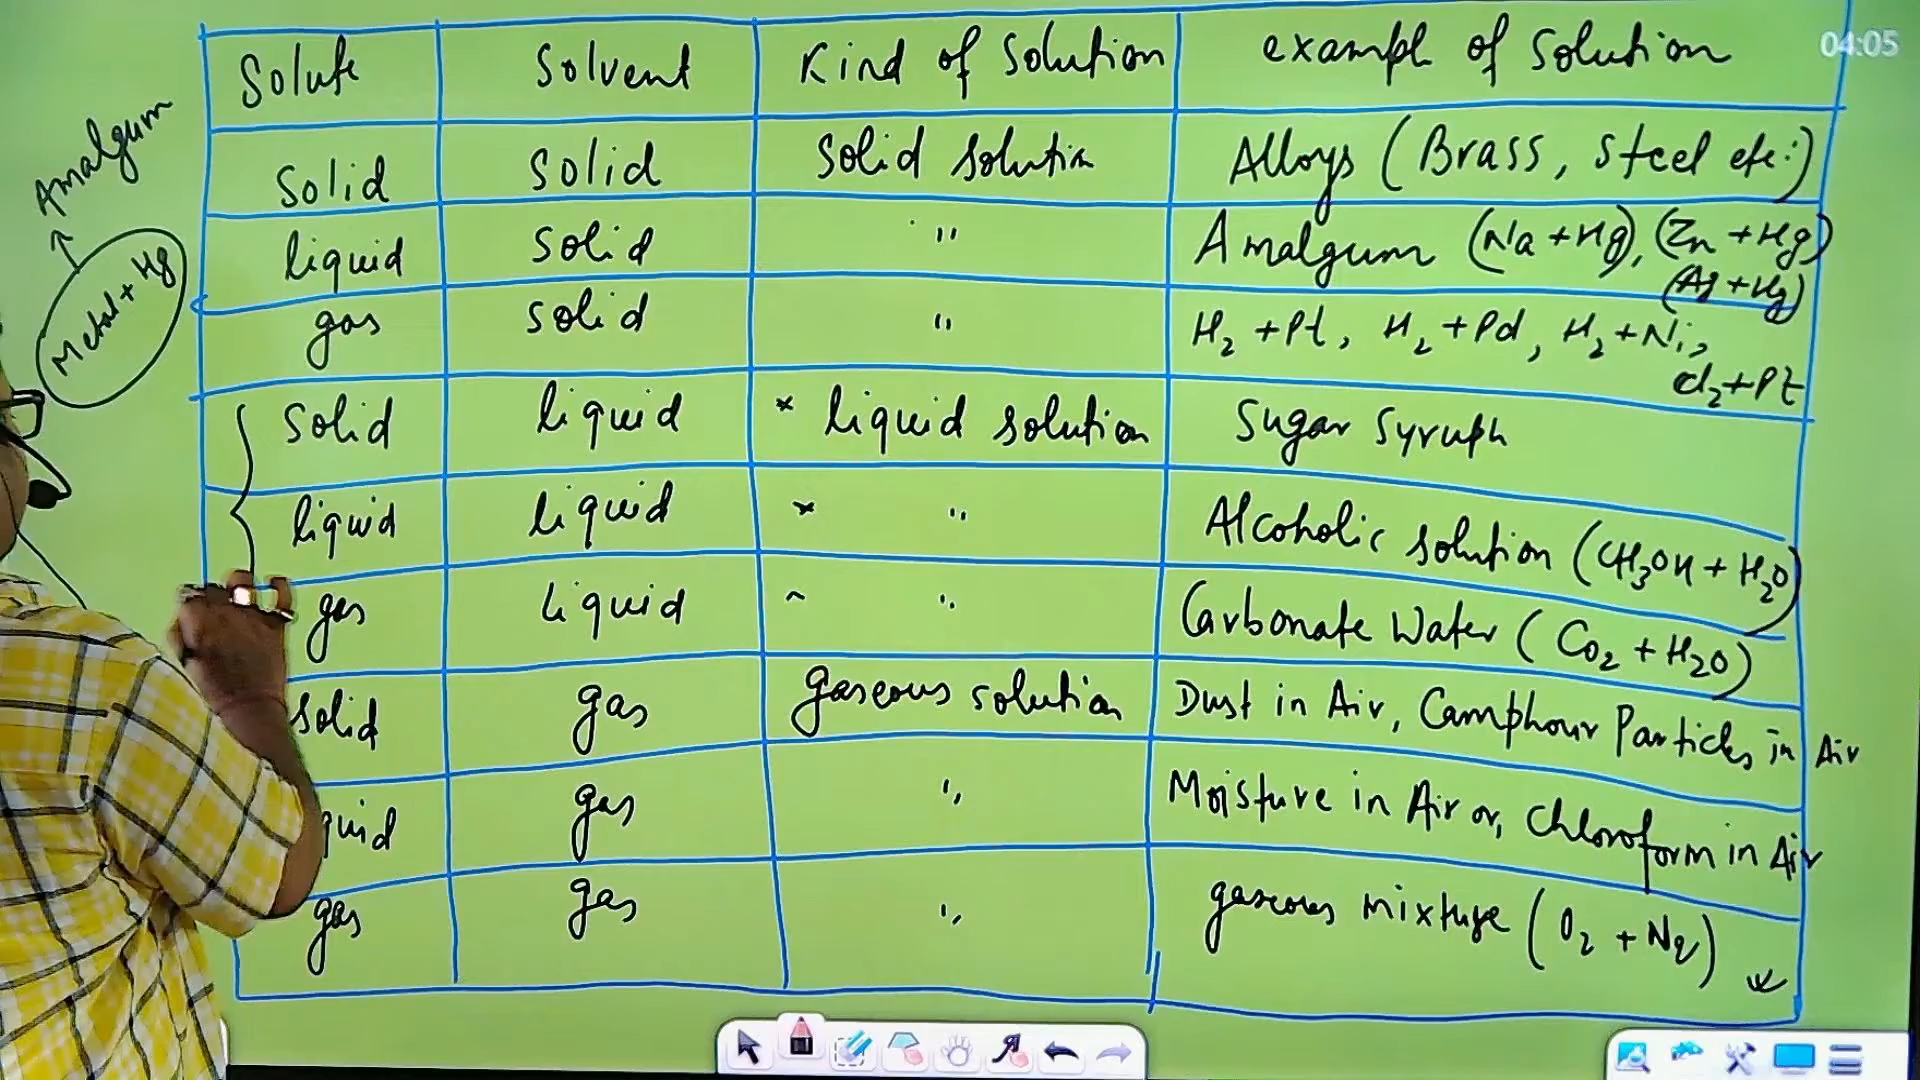 Solute Solvent Kind of Solution example of Solution
04:05
Amalgum
Metal + Hg
Solid Solid Solid Solution Alloys (Brass, Steel etc.)
liquid Solid " Amalgum (Na + Hg), (Zn + Hg)
(Ag + Hg)
gas Solid " H₂ + Pt, H₂ + Pd, H₂ + Ni,
Cl₂ + Pt
Solid liquid * liquid solution Sugar Syruph
liquid liquid * " Alcoholic Solution (CH₃OH + H₂O)
gas liquid " Carbonate Water (CO₂ + H₂O)
Solid gas gaseous solution Dust in Air, Camphour Particles in Air
quid gas " Moisture in Air or, Chloroform in Air
gas gas " gaseous mixture (O₂ + N₂)